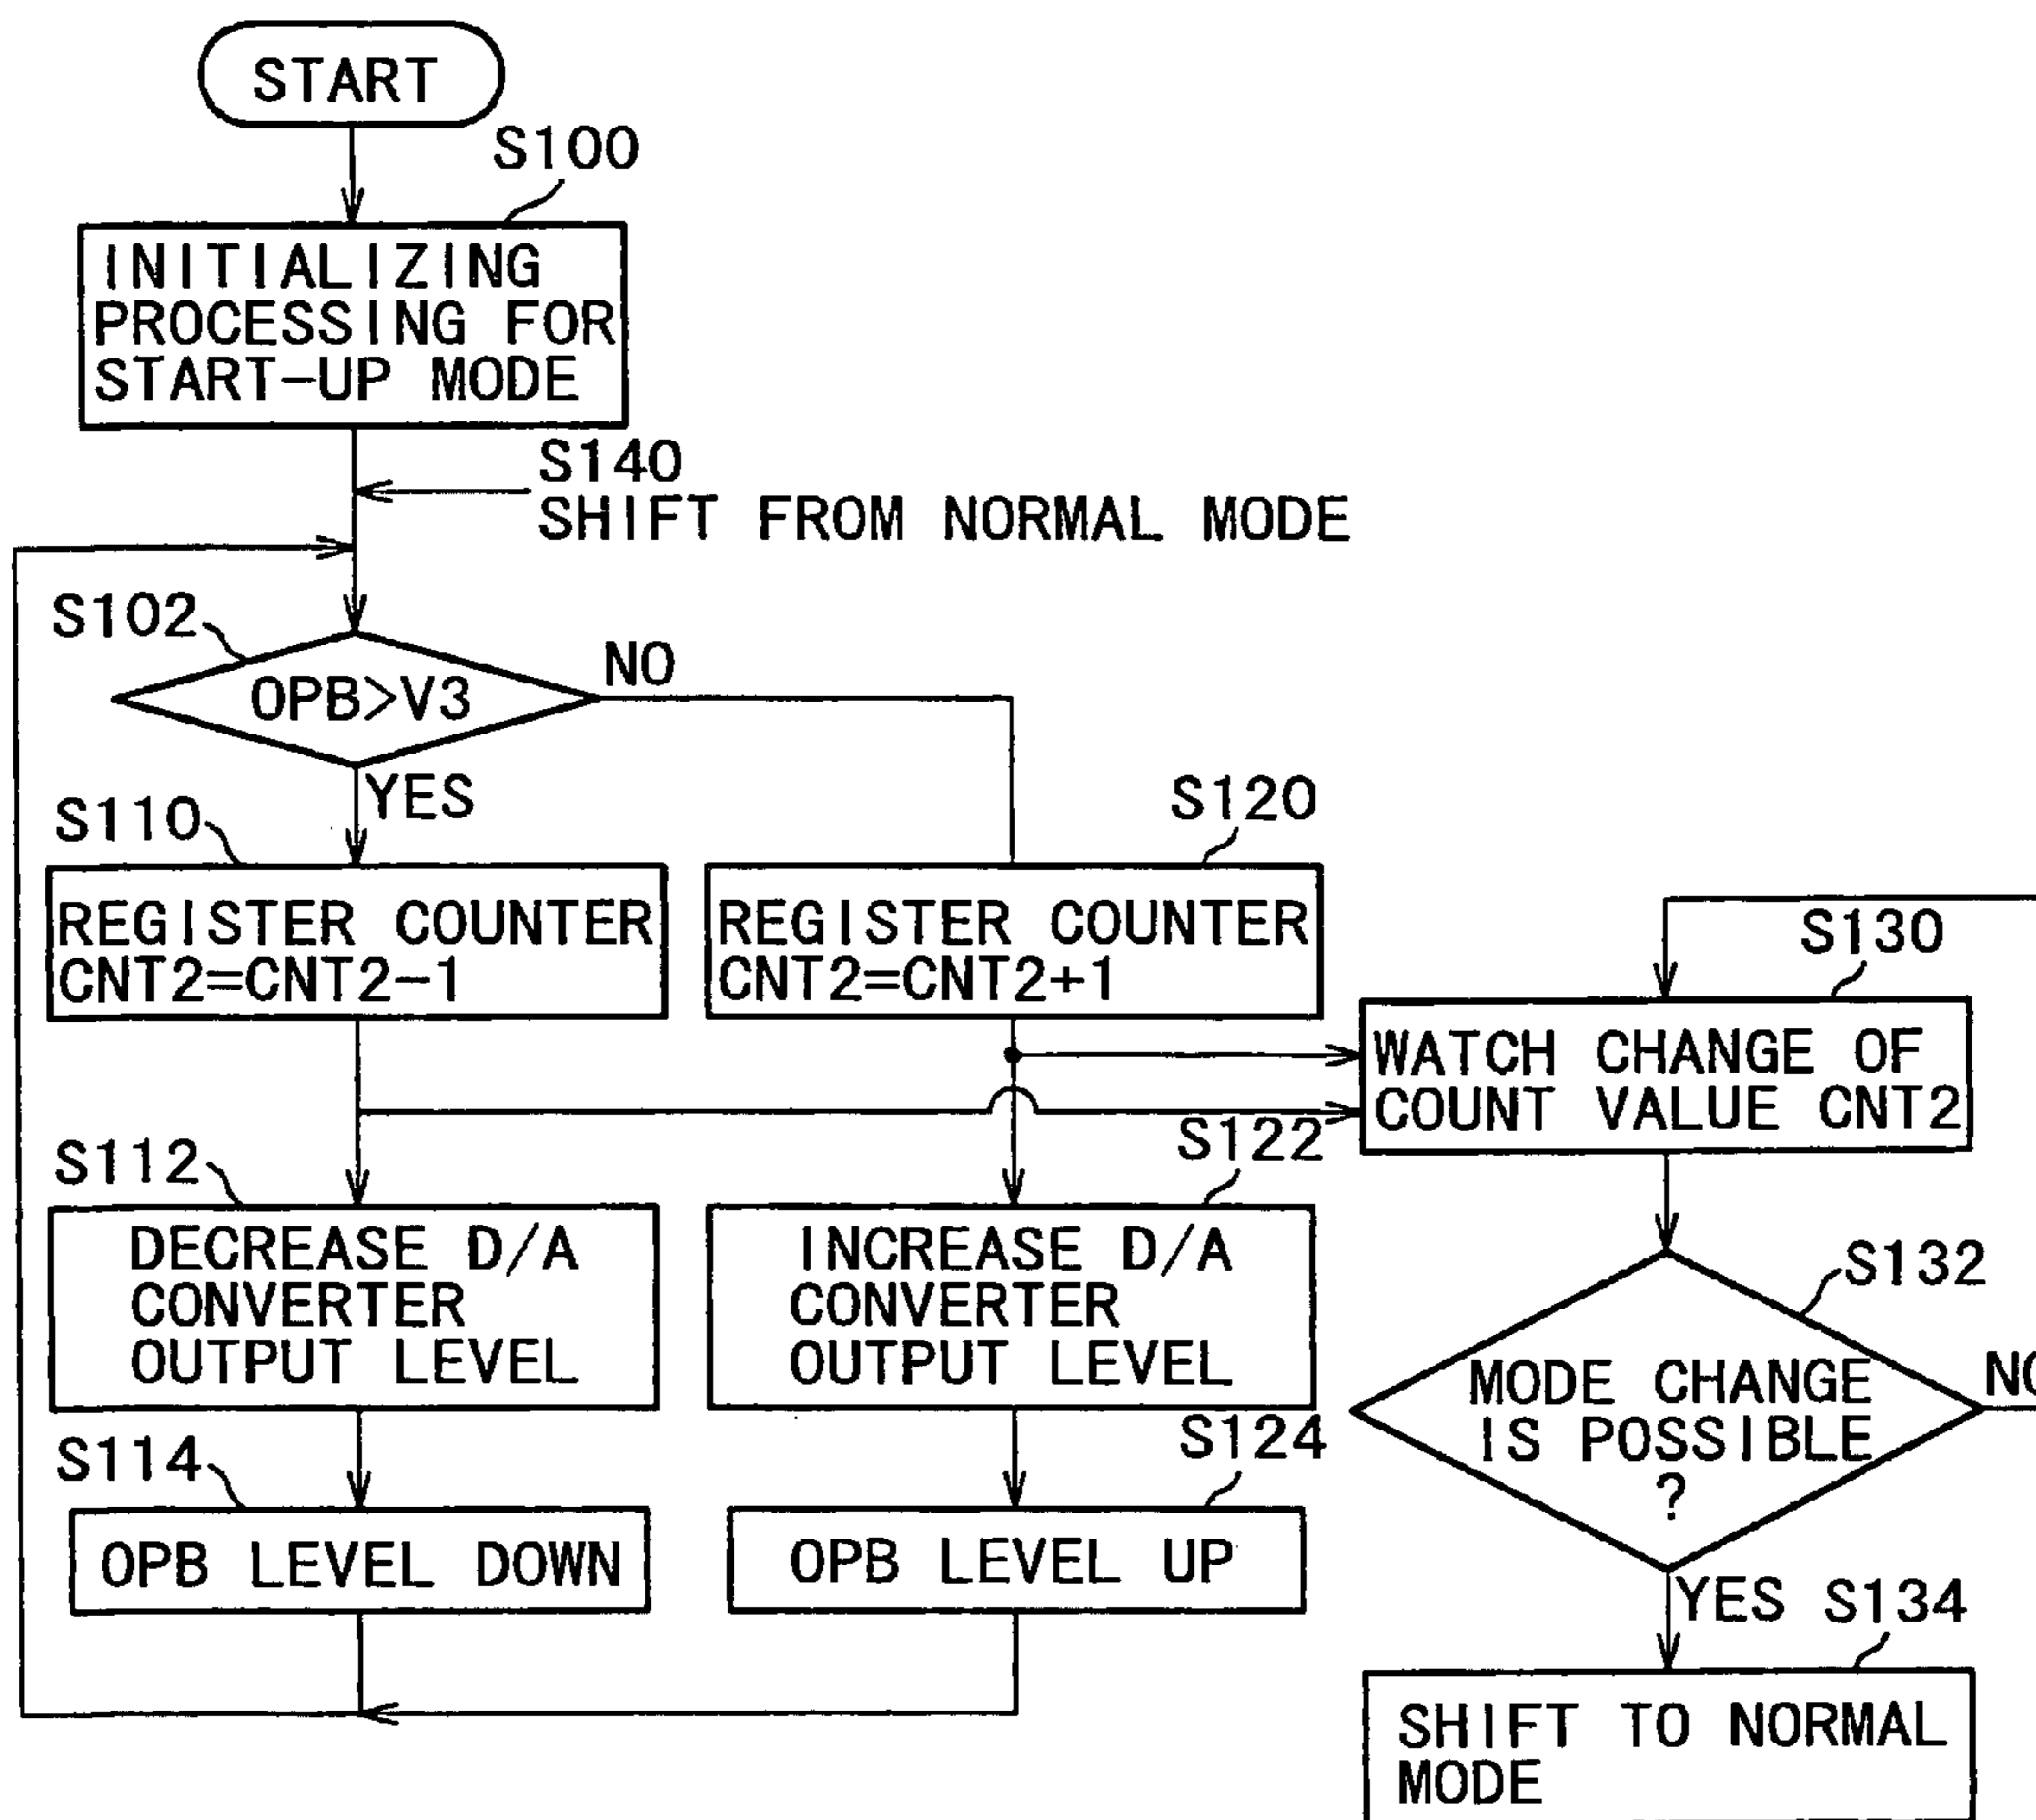 START
S100
INITIALIZING
PROCESSING FOR
START-UP MODE
S140
SHIFT FROM NORMAL MODE
S102
OPB>V3
NO
YES
S110
REGISTER COUNTER
CNT2=CNT2-1
S120
REGISTER COUNTER
CNT2=CNT2+1
S130
WATCH CHANGE OF
COUNT VALUE CNT2
S112
DECREASE D/A
CONVERTER
OUTPUT LEVEL
S122
INCREASE D/A
CONVERTER
OUTPUT LEVEL
S132
MODE CHANGE
IS POSSIBLE
?
NO
YES
S114
OPB LEVEL DOWN
S124
OPB LEVEL UP
S134
SHIFT TO NORMAL
MODE